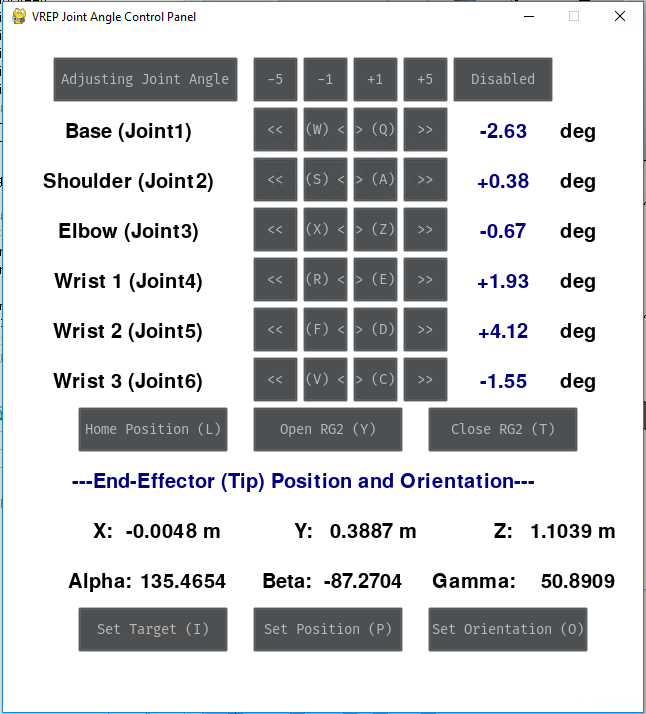 VREP Joint Angle Control Panel
Adjusting Joint Angle -5 -1 +1 +5 Disabled
Base (Joint1) << (W) < > (Q) >> -2.63 deg
Shoulder (Joint2) << (S) < > (A) >> +0.38 deg
Elbow (Joint3) << (X) < > (Z) >> -0.67 deg
Wrist 1 (Joint4) << (R) < > (E) >> +1.93 deg
Wrist 2 (Joint5) << (F) < > (D) >> +4.12 deg
Wrist 3 (Joint6) << (V) < > (C) >> -1.55 deg
Home Position (L) Open RG2 (Y) Close RG2 (T)
---End-Effector (Tip) Position and Orientation---
X: -0.0048 m Y: 0.3887 m Z: 1.1039 m
Alpha: 135.4654 Beta: -87.2704 Gamma: 50.8909
Set Target (I) Set Position (P) Set Orientation (O)